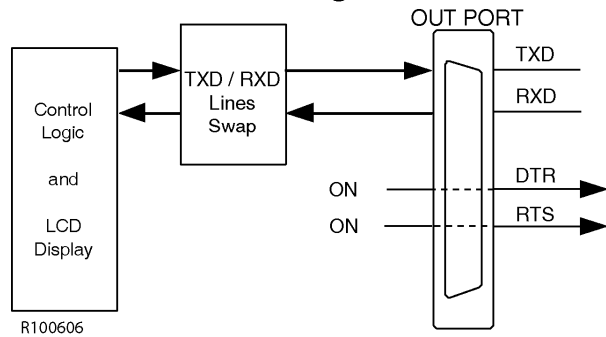 OUT PORT
TXD
TXD / RXD
Lines
Swap
RXD
Control
Logic
and
LCD
Display
DTR
ON
RTS
ON
R100606